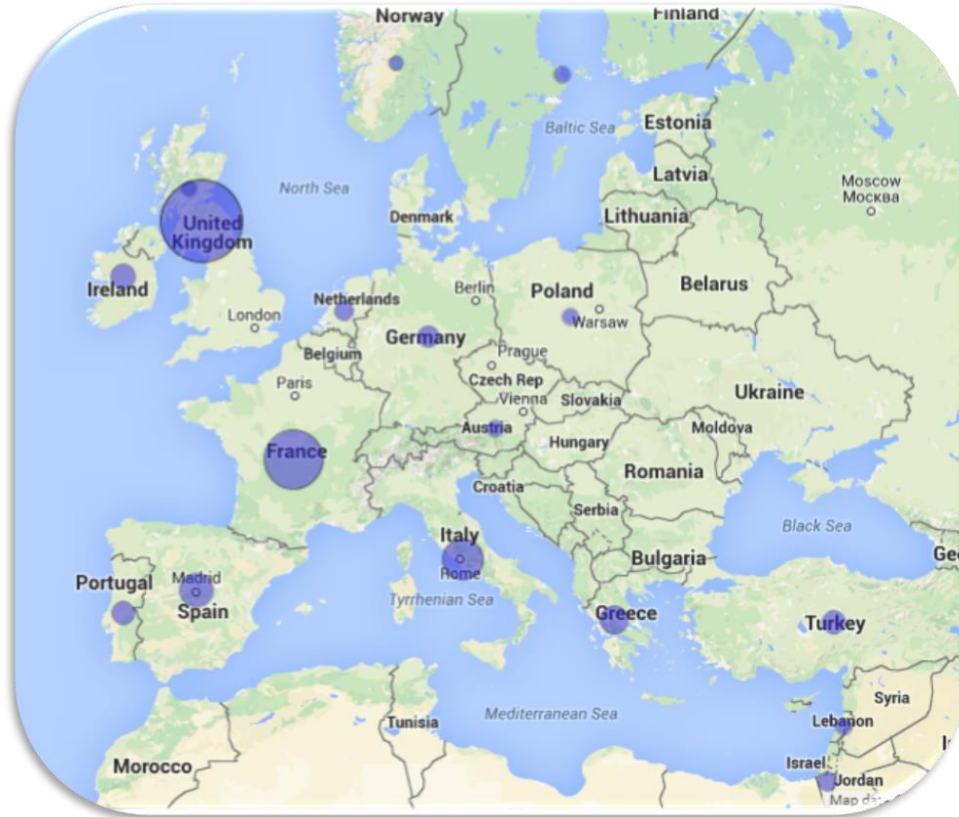 Norway
Finland
Baltic Sea
Estonia
North Sea
Latvia
Moscow
Москва
Denmark
Lithuania
United
Kingdom
Ireland
Netherlands
Berlin
Poland
Belarus
London
Warsaw
Germany
Belgium
Prague
Paris
Czech Rep
Ukraine
Vienna
Slovakia
Austria
Moldova
Hungary
France
Romania
Croatia
Serbia
Black Sea
Italy
Bulgaria
Geo
Rome
Portugal
Madrid
Tyrrhenian Sea
Spain
Greece
Turkey
Syria
Mediterranean Sea
Lebanon
Tunisia
Israel
Morocco
Jordan
Map